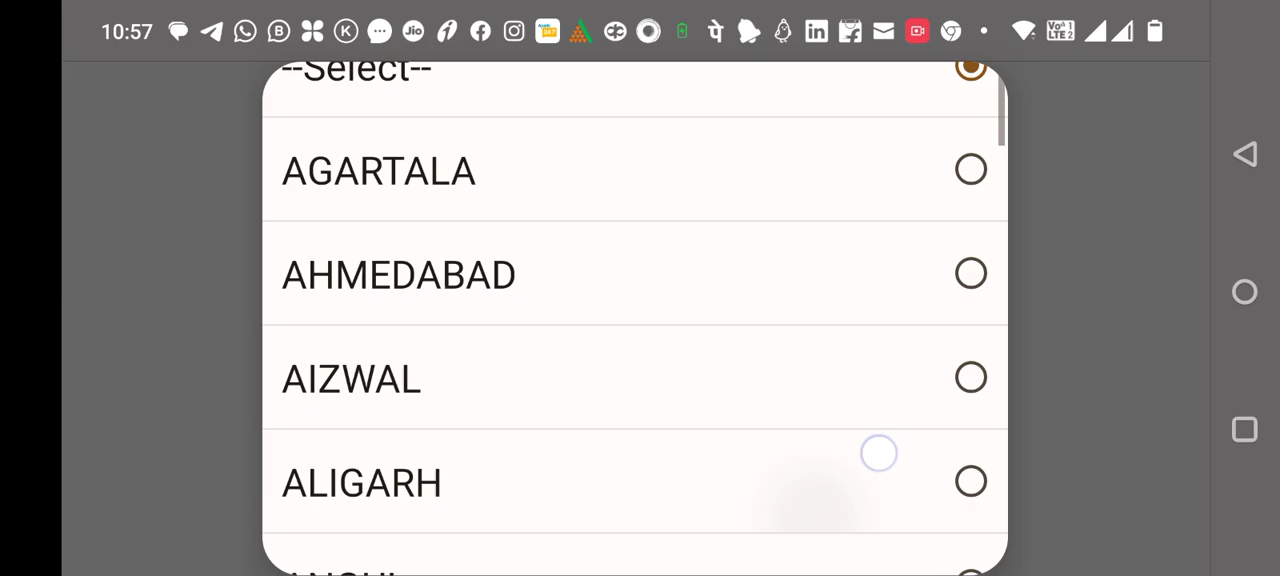 10:57
--Select--
AGARTALA
AHMEDABAD
AIZWAL
ALIGARH